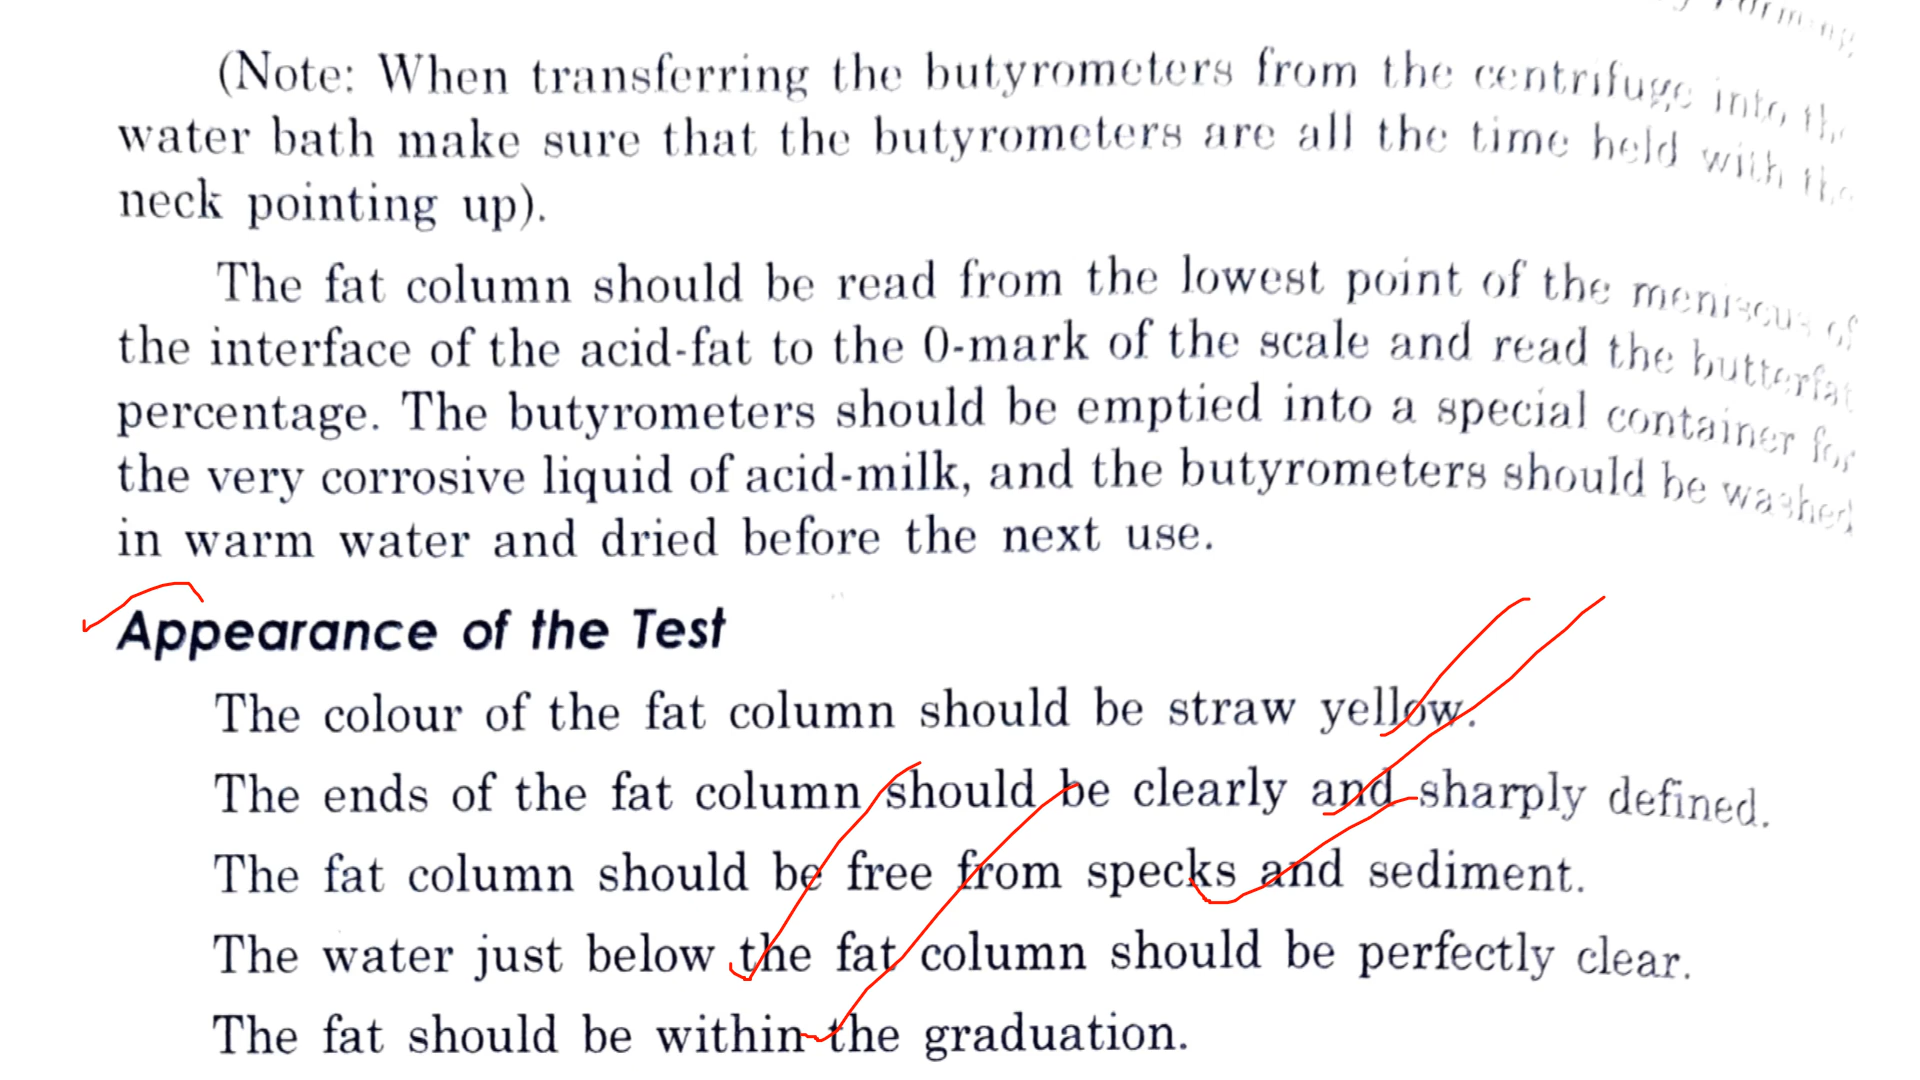 (Note: When transferring the butyrometers from the centrifuge into the
water bath make sure that the butyrometers are all the time held with the
neck pointing up).
The fat column should be read from the lowest point of the meniscus of
the interface of the acid-fat to the 0-mark of the scale and read the butterfat
percentage. The butyrometers should be emptied into a special container for
the very corrosive liquid of acid-milk, and the butyrometers should be washed
in warm water and dried before the next use.
Appearance of the Test
The colour of the fat column should be straw yellow.
The ends of the fat column should be clearly and sharply defined.
The fat column should be free from specks and sediment.
The water just below the fat column should be perfectly clear.
The fat should be within the graduation.